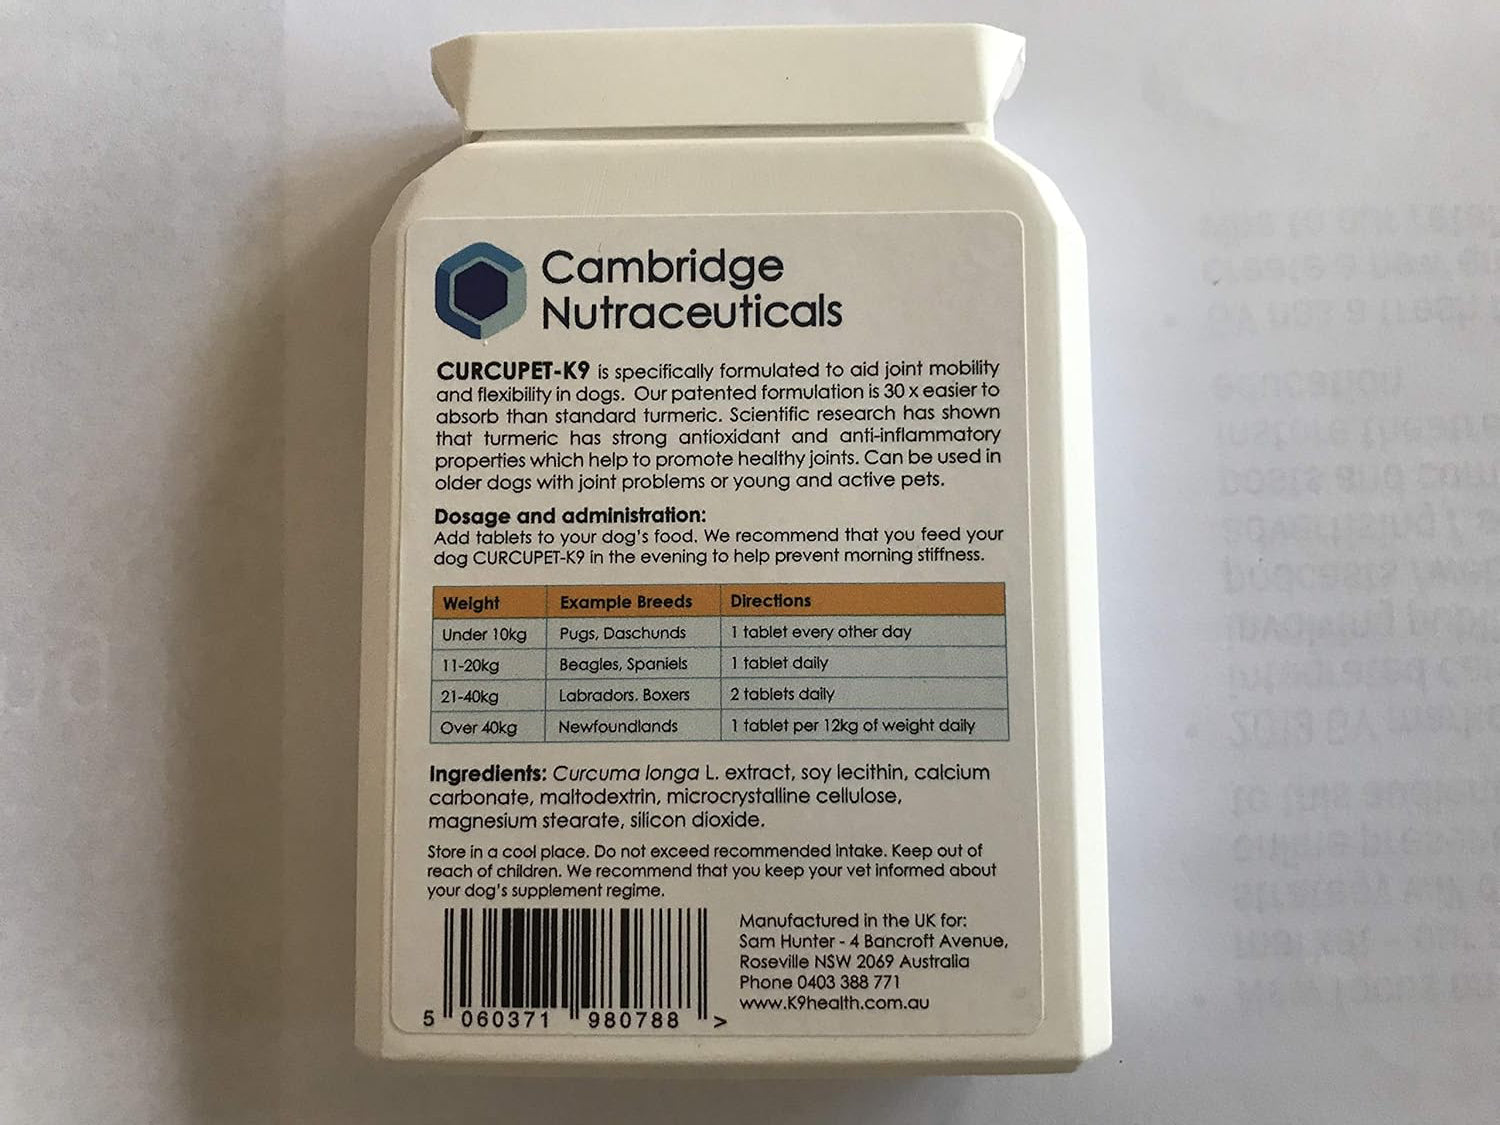 Cambridge
Nutraceuticals
CURCUPET-K9 is specifically formulated to aid joint mobility
and flexibility in dogs. Our patented formulation is 30 x easier to
absorb than standard turmeric. Scientific research has shown
that turmeric has strong antioxidant and anti-inflammatory
properties which help to promote healthy joints. Can be used in
older dogs with joint problems or young and active pets.
Dosage and administration:
Add tablets to your dog's food. We recommend that you feed your
dog CURCUPET-K9 in the evening to help prevent morning stiffness.
Weight Example Breeds Directions
Under 10kg Pugs, Daschunds 1 tablet every other day
11-20kg Beagles, Spaniels 1 tablet daily
21-40kg Labradors. Boxers 2 tablets daily
Over 40kg Newfoundlands 1 tablet per 12kg of weight daily
Ingredients: Curcuma longa L. extract, soy lecithin, calcium
carbonate, maltodextrin, microcrystalline cellulose,
magnesium stearate, silicon dioxide.
Store in a cool place. Do not exceed recommended intake. Keep out of
reach of children. We recommend that you keep your vet informed about
your dog's supplement regime.
Manufactured in the UK for:
Sam Hunter - 4 Bancroft Avenue,
Roseville NSW 2069 Australia
Phone 0403 388 771
www.K9health.com.au
5 060371 980788 >